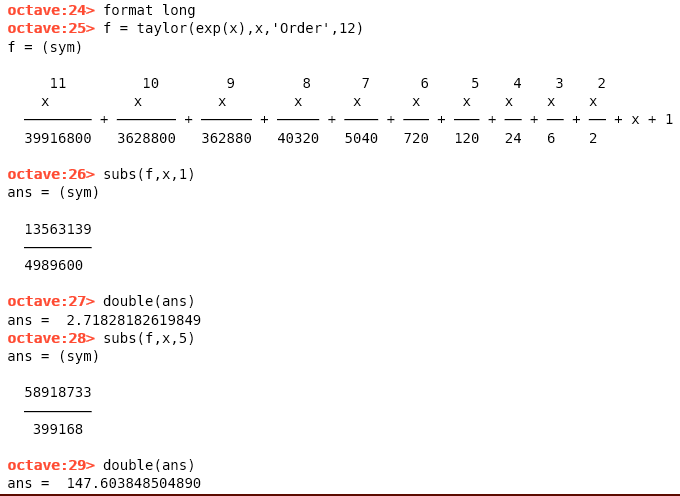 octave:24> format long
octave:25> f = taylor(exp(x),x,'Order',12)
f = (sym)
11 10 9 8 7 6 5 4 3 2
x x x x x x x x x x
──────── + ─────── + ────── + ───── + ──── + ─── + ─── + ── + ── + ── + x + 1
39916800 3628800 362880 40320 5040 720 120 24 6 2
octave:26> subs(f,x,1)
ans = (sym)
13563139
────────
4989600
octave:27> double(ans)
ans = 2.71828182619849
octave:28> subs(f,x,5)
ans = (sym)
58918733
────────
399168
octave:29> double(ans)
ans = 147.603848504890